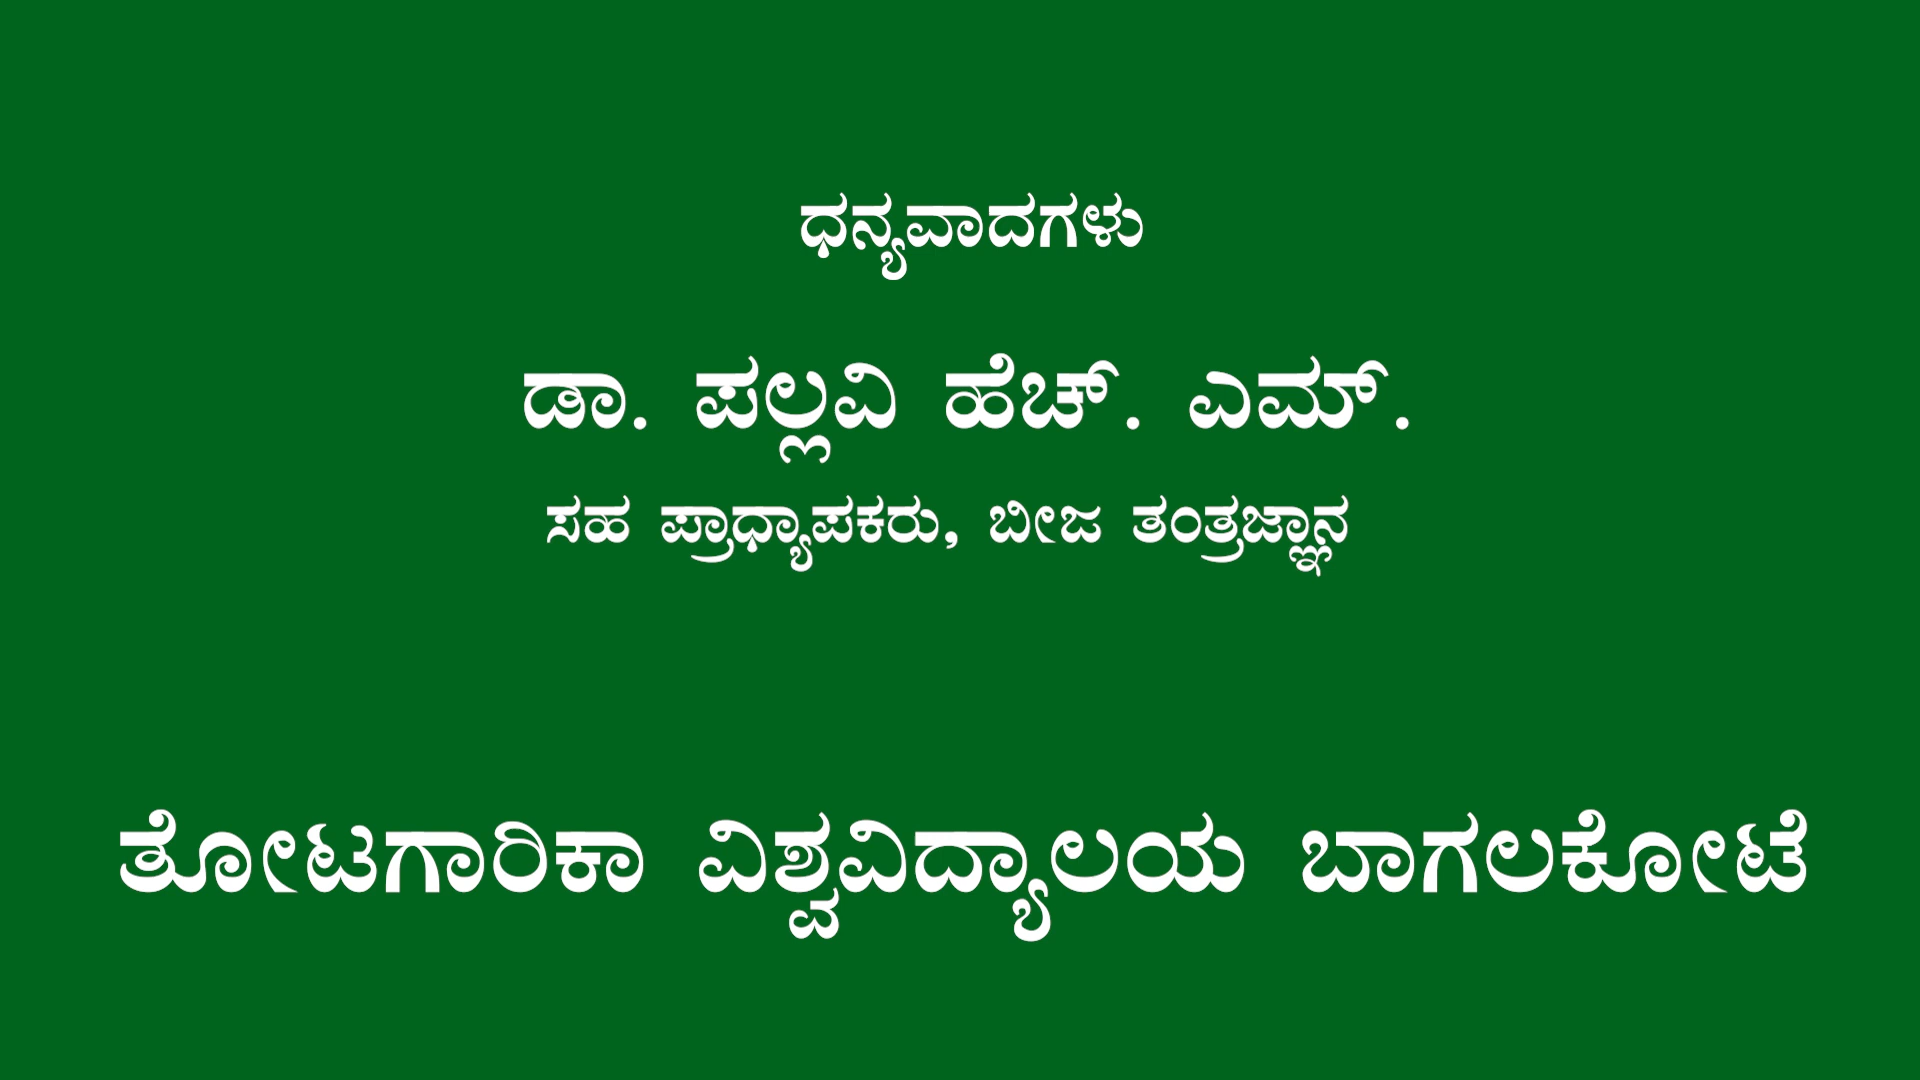 ಧನ್ಯವಾದಗಳು
ಡಾ. ಪಲ್ಲವಿ ಹೆಚ್. ಎಮ್.
ಸಹ ಪ್ರಾಧ್ಯಾಪಕರು, ಬೀಜ ತಂತ್ರಜ್ಞಾನ
ತೋಟಗಾರಿಕಾ ವಿಶ್ವವಿದ್ಯಾಲಯ ಬಾಗಲಕೋಟೆ